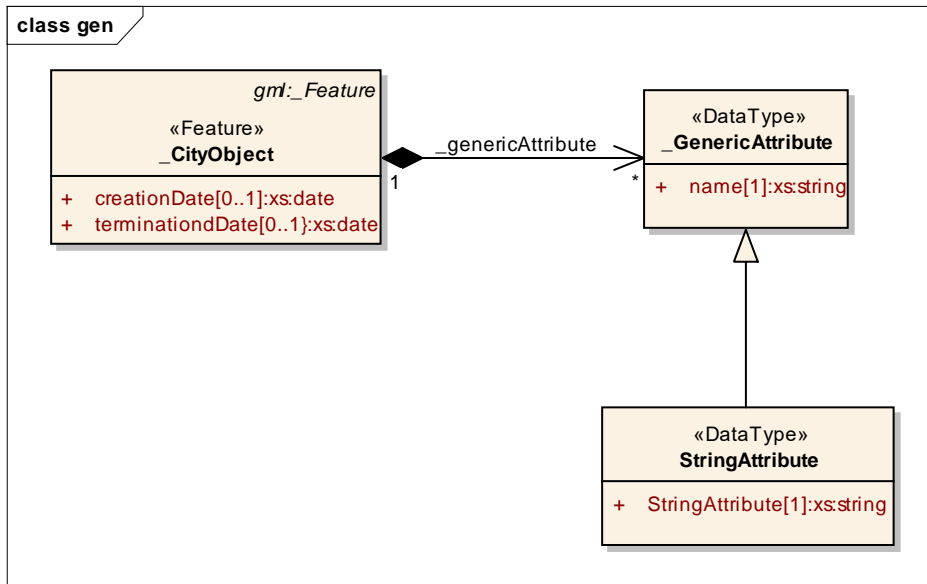 class gen
gml:_Feature
«Feature»
_CityObject
+ creationDate[0..1]:xs:date
+ terminationdDate[0..1}:xs:date
_genericAttribute
1
*
«DataType»
_GenericAttribute
+ name[1]:xs:string
«DataType»
StringAttribute
+ StringAttribute[1]:xs:string